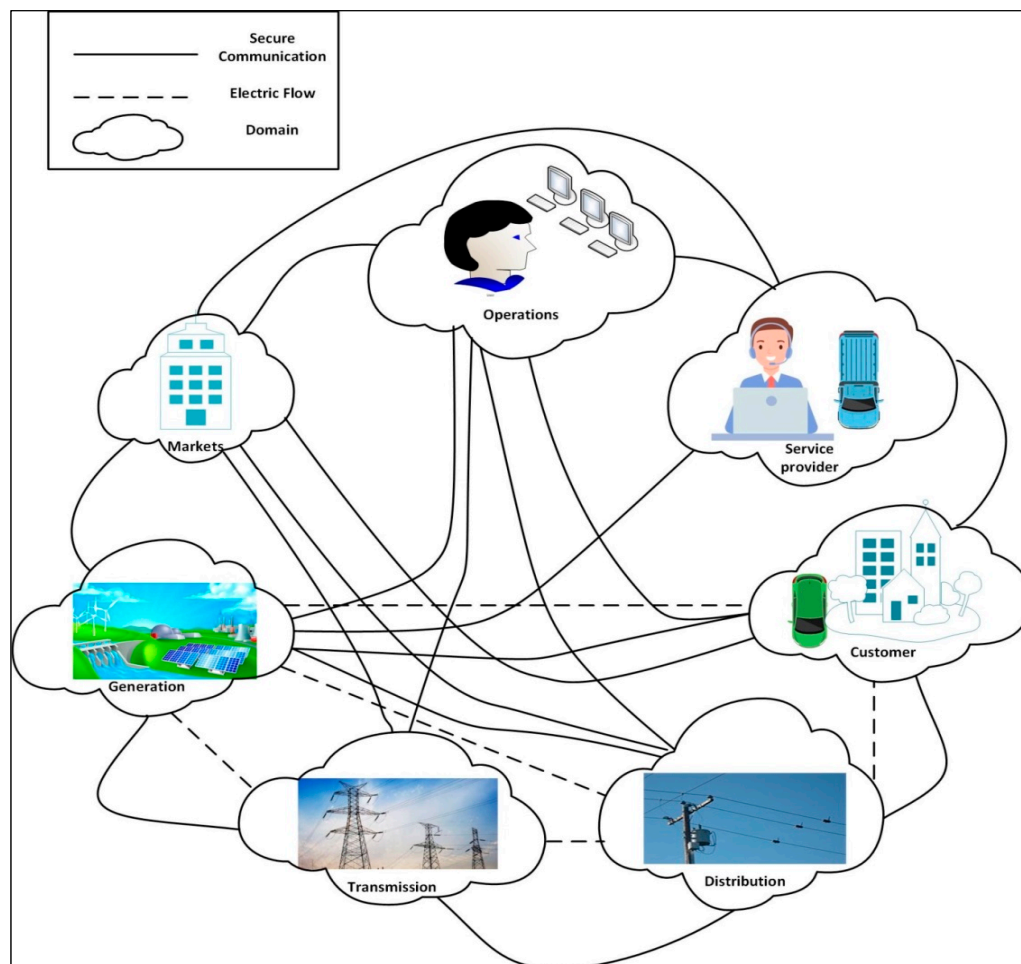 Secure
Communication
Electric Flow
Domain
Operations
Markets
Service
provider
Customer
Generation
Transmission
Distribution